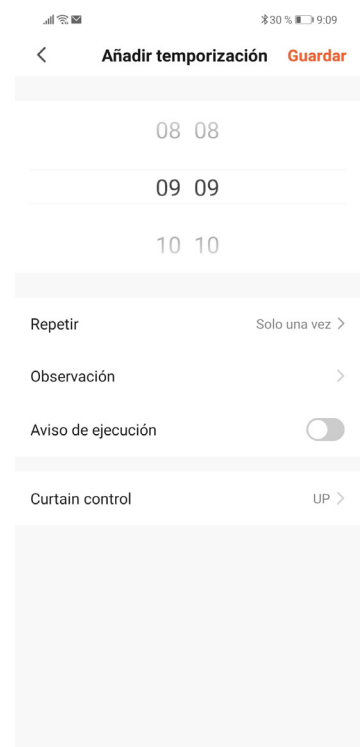 30 % 9:09
Añadir temporización Guardar
08 08
09 09
10 10
Repetir Solo una vez
Observación
Aviso de ejecución
Curtain control UP